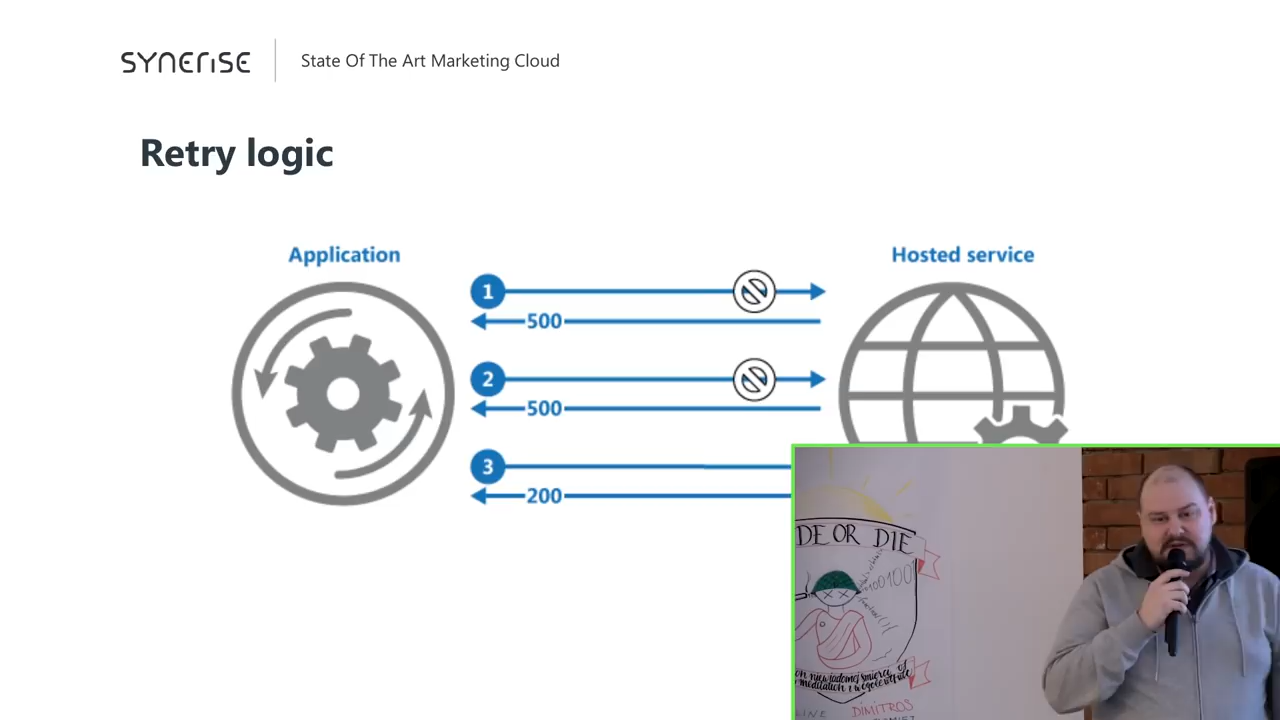 SYNERISE
State Of The Art Marketing Cloud
Retry logic
Application
Hosted service
1
500
2
500
3
200
DE OR DIE
DIMITROS